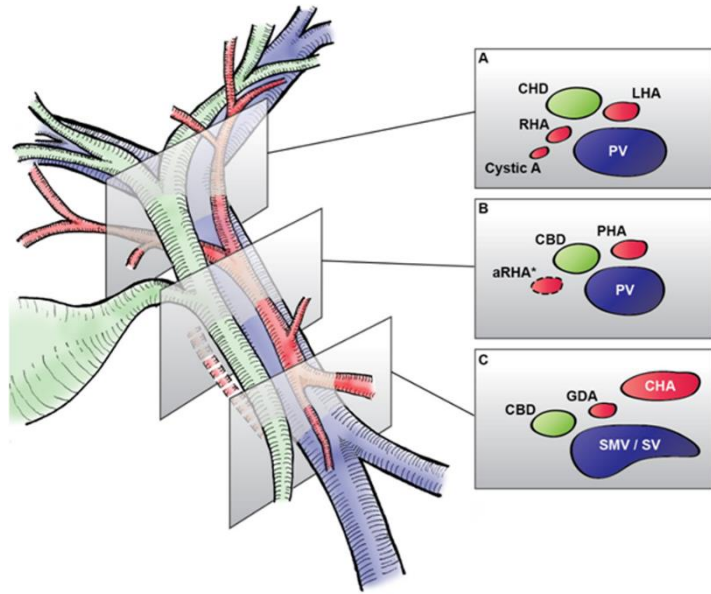 A
CHD
LHA
RHA
PV
Cystic A
B
PHA
CBD
aRHA*
PV
C
CHA
GDA
CBD
SMV / SV